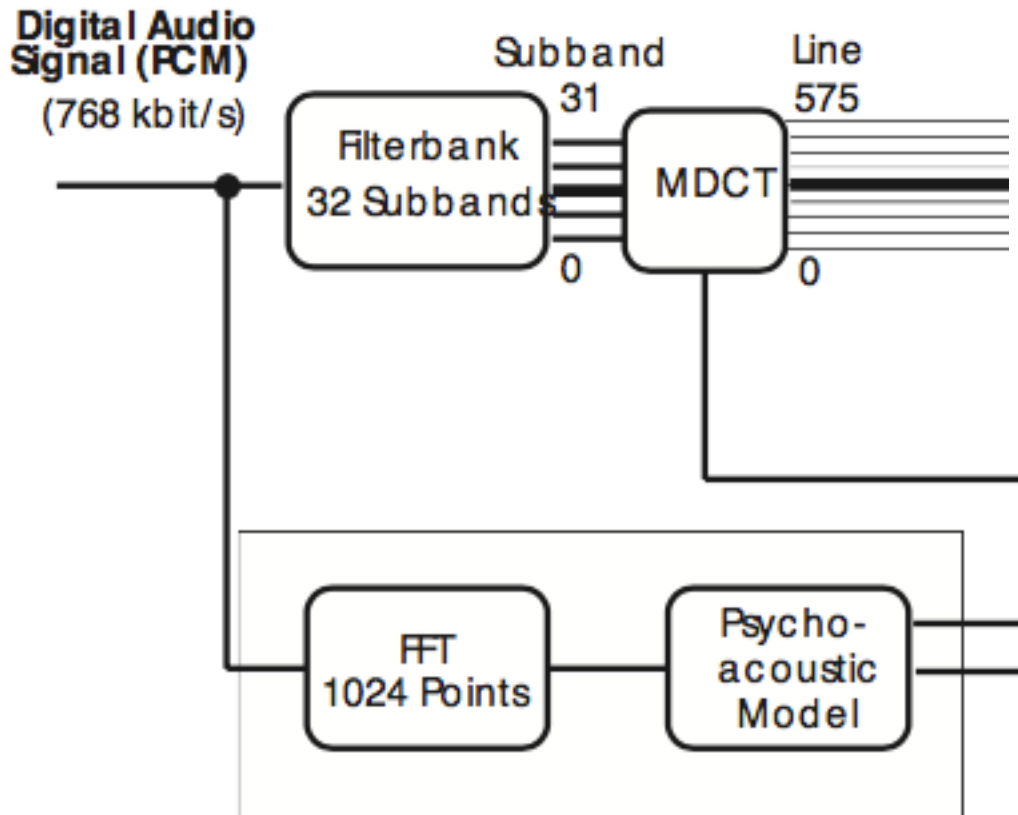 Digital Audio
Signal (PCM)
(768 kbit/s)
Subband
31
Line
575
Filterbank
32 Subbands
MDCT
0
0
FFT
1024 Points
Psycho-
acoustic
Model